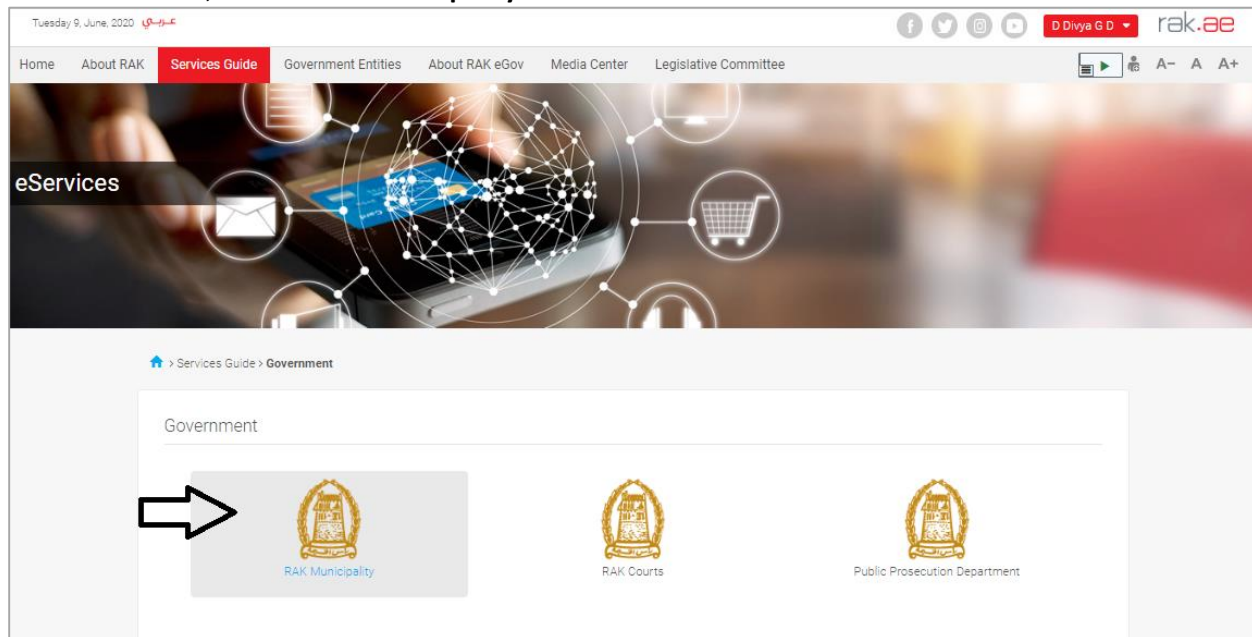 Tuesday 9, June, 2020 عـربـي
D Divya G D
rak.ae
Home About RAK Services Guide Government Entities About RAK eGov Media Center Legislative Committee A- A A+
eServices
> Services Guide > Government
Government
RAK Municipality RAK Courts Public Prosecution Department